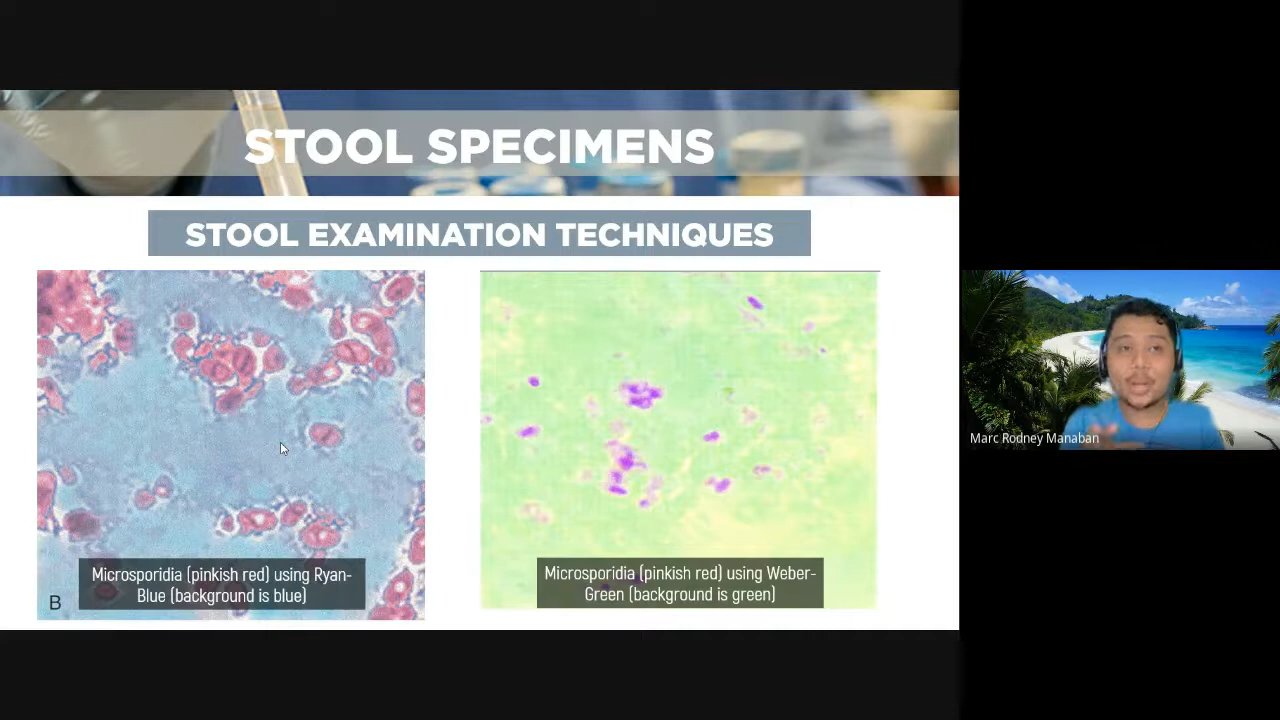 STOOL SPECIMENS
STOOL EXAMINATION TECHNIQUES
Microsporidia (pinkish red) using Ryan-
Blue (background is blue)
B
Microsporidia (pinkish red) using Weber-
Green (background is green)
Marc Rodney Manaban